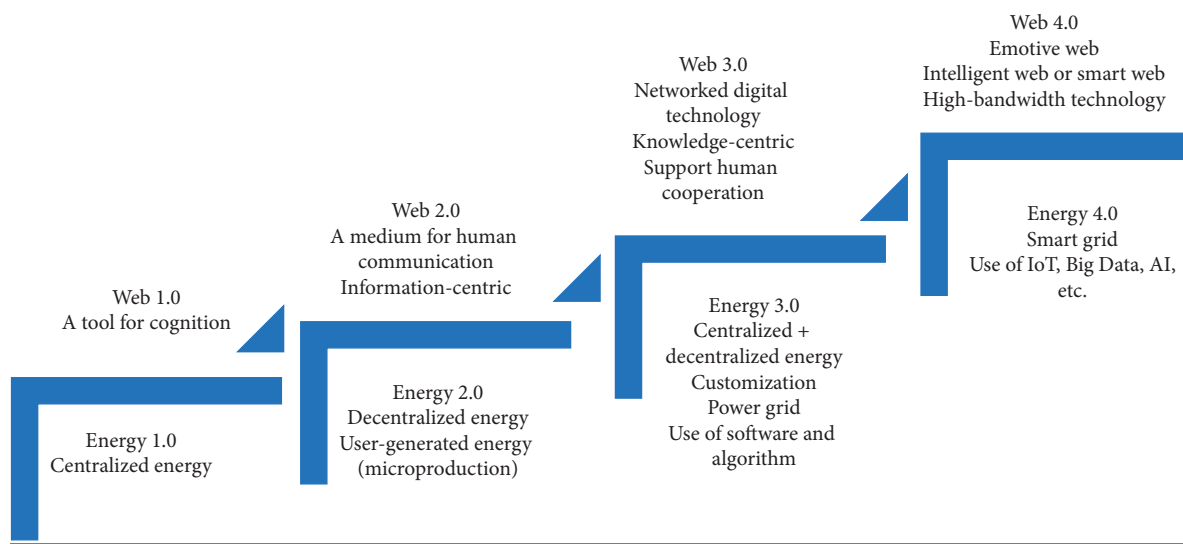 Web 1.0
A tool for cognition
Energy 1.0
Centralized energy
Web 2.0
A medium for human
communication
Information-centric
Energy 2.0
Decentralized energy
User-generated energy
(microproduction)
Web 3.0
Networked digital
technology
Knowledge-centric
Support human
cooperation
Energy 3.0
Centralized +
decentralized energy
Customization
Power grid
Use of software and
algorithm
Web 4.0
Emotive web
Intelligent web or smart web
High-bandwidth technology
Energy 4.0
Smart grid
Use of IoT, Big Data, AI,
etc.